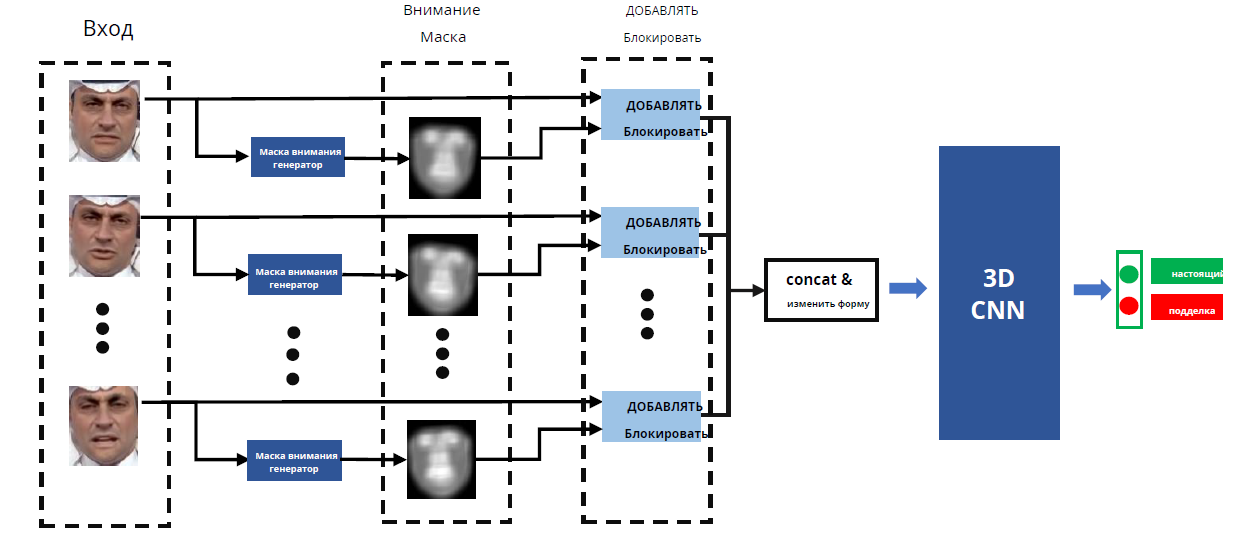 Вход
Внимание
Маска
ДОБАВЛЯТЬ
Блокировать
ДОБАВЛЯТЬ
Блокировать
Маска внимания
генератор
ДОБАВЛЯТЬ
Блокировать
Маска внимания
генератор
concat &
изменить форму
3D
CNN
настоящий
подделка
ДОБАВЛЯТЬ
Блокировать
Маска внимания
генератор